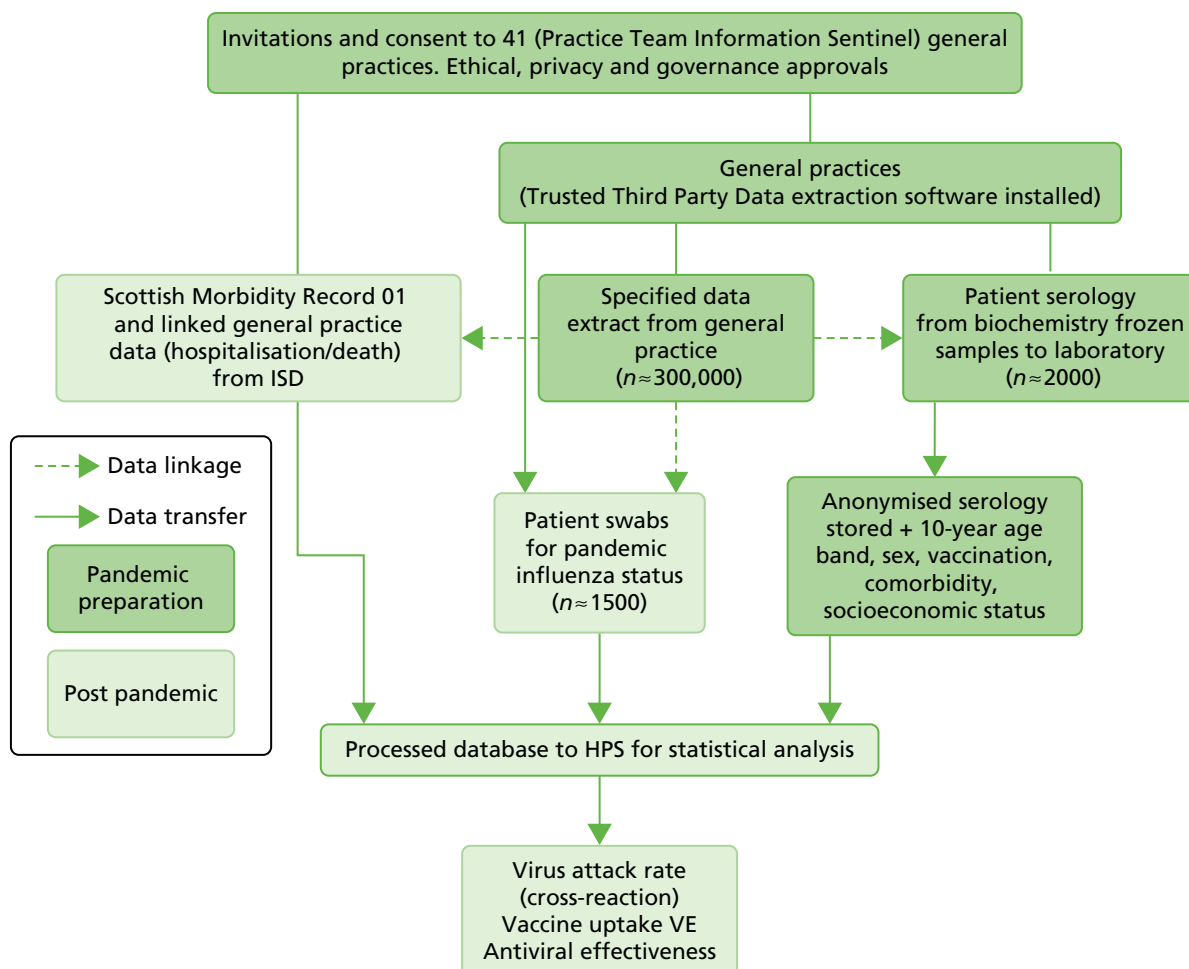 Invitations and consent to 41 (Practice Team Information Sentinel) general
practices. Ethical, privacy and governance approvals
General practices
(Trusted Third Party Data extraction software installed)
Scottish Morbidity Record 01
and linked general practice
data (hospitalisation/death)
from ISD
Specified data
extract from general
practice
(n≈300,000)
Patient serology
from biochemistry frozen
samples to laboratory
(n≈2000)
Data linkage
Data transfer
Pandemic
preparation
Post pandemic
Patient swabs
for pandemic
influenza status
(n≈1500)
Anonymised serology
stored + 10-year age
band, sex, vaccination,
comorbidity,
socioeconomic status
Processed database to HPS for statistical analysis
Virus attack rate
(cross-reaction)
Vaccine uptake VE
Antiviral effectiveness